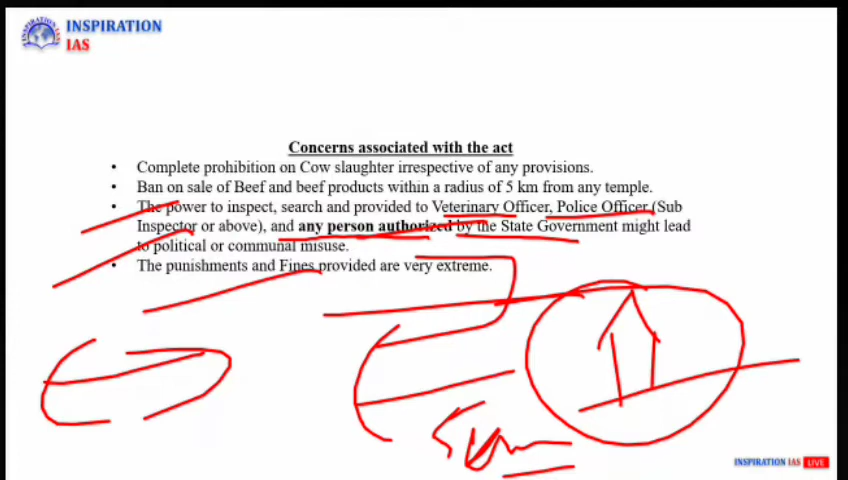 INSPIRATION
IAS
Concerns associated with the act
• Complete prohibition on Cow slaughter irrespective of any provisions.
• Ban on sale of Beef and beef products within a radius of 5 km from any temple.
• The power to inspect, search and provided to Veterinary Officer, Police Officer (Sub
Inspector or above), and any person authorized by the State Government might lead
to political or communal misuse.
• The punishments and Fines provided are very extreme.
5 km
INSPIRATION IAS LIVE